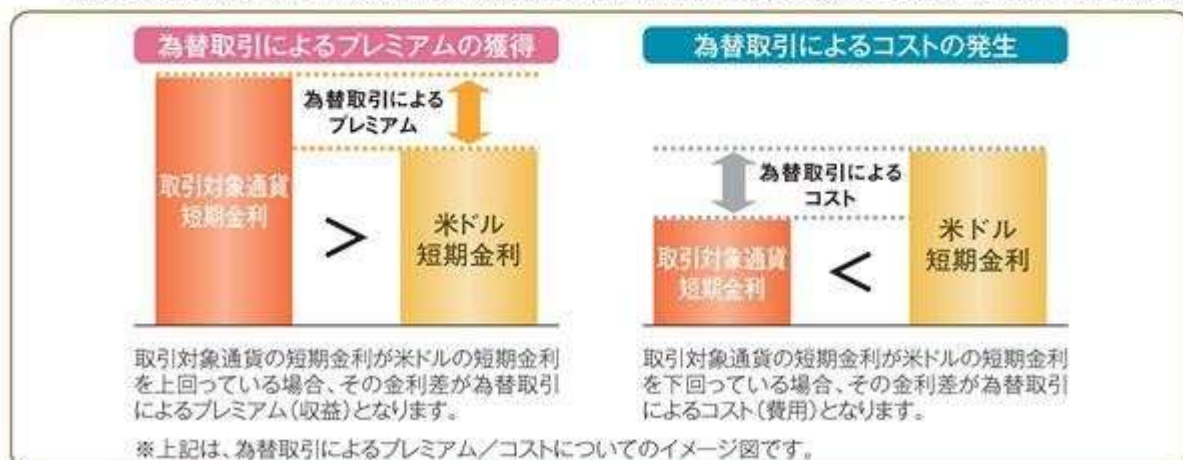 為替取引によるプレミアムの獲得
為替取引による
プレミアム
取引対象通貨
短期金利
>
米ドル
短期金利
取引対象通貨の短期金利が米ドルの短期金利
を上回っている場合、その金利差が為替取引
によるプレミアム(収益)となります。
為替取引によるコストの発生
為替取引による
コスト
取引対象通貨
短期金利
<
米ドル
短期金利
取引対象通貨の短期金利が米ドルの短期金利
を下回っている場合、その金利差が為替取引
によるコスト(費用)となります。
※上記は、為替取引によるプレミアム/コストについてのイメージ図です。